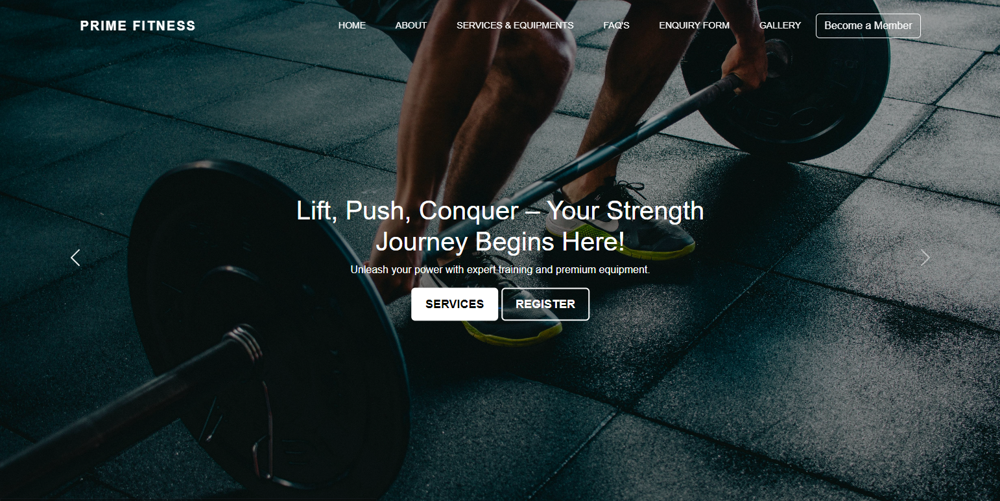 PRIME FITNESS
HOME ABOUT SERVICES & EQUIPMENTS FAQ'S ENQUIRY FORM GALLERY Become a Member
Lift, Push, Conquer – Your Strength
Journey Begins Here!
Unleash your power with expert training and premium equipment.
SERVICES REGISTER